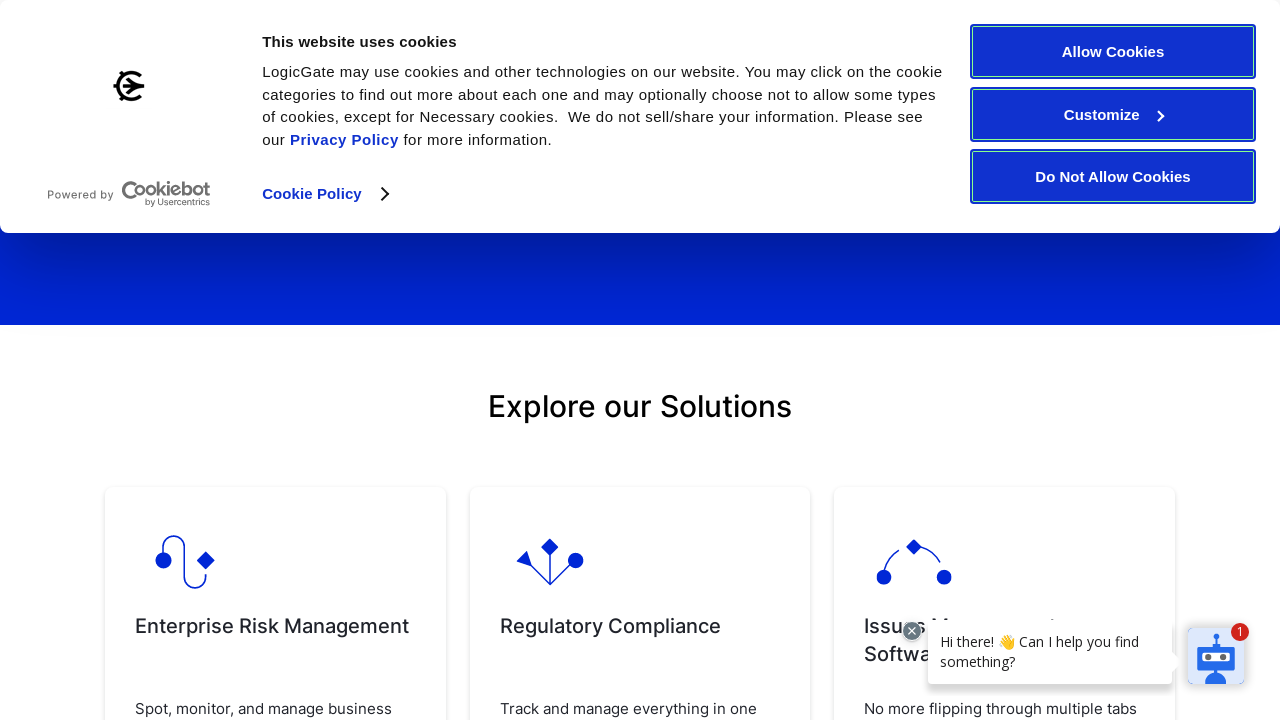 This website uses cookies
LogicGate may use cookies and other technologies on our website. You may click on the cookie
categories to find out more about each one and may optionally choose not to allow some types
of cookies, except for Necessary cookies.  We do not sell/share your information. Please see
our Privacy Policy for more information.
Cookie Policy
Powered by Cookiebot
by Usercentrics
Allow Cookies
Customize
Do Not Allow Cookies
Explore our Solutions
Enterprise Risk Management
Spot, monitor, and manage business
Regulatory Compliance
Track and manage everything in one
Issues
Softwa
No more flipping through multiple tabs
Hi there! 👋 Can I help you find
something?
1